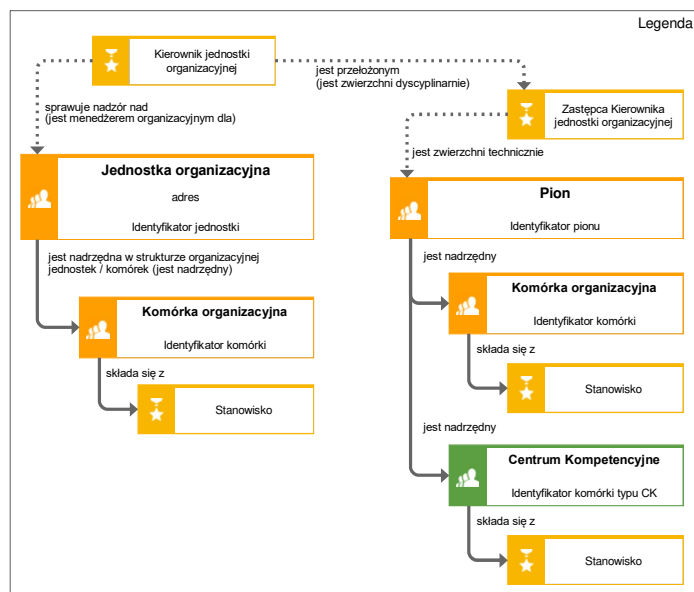 Legenda
Kierownik jednostki
organizacyjnej
jest przełożonym
(jest zwierzchni dyscyplinarnie)
sprawuje nadzór nad
(jest menedżerem organizacyjnym dla)
Zastępca Kierownika
jednostki organizacyjnej
jest zwierzchni technicznie
Jednostka organizacyjna
adres
Identyfikator jednostki
Pion
Identyfikator pionu
jest nadrzędna w strukturze organizacyjnej
jednostek / komórek (jest nadrzędny)
jest nadrzędny
Komórka organizacyjna
Identyfikator komórki
Komórka organizacyjna
Identyfikator komórki
składa się z
Stanowisko
składa się z
Stanowisko
jest nadrzędny
Centrum Kompetencyjne
Identyfikator komórki typu CK
składa się z
Stanowisko